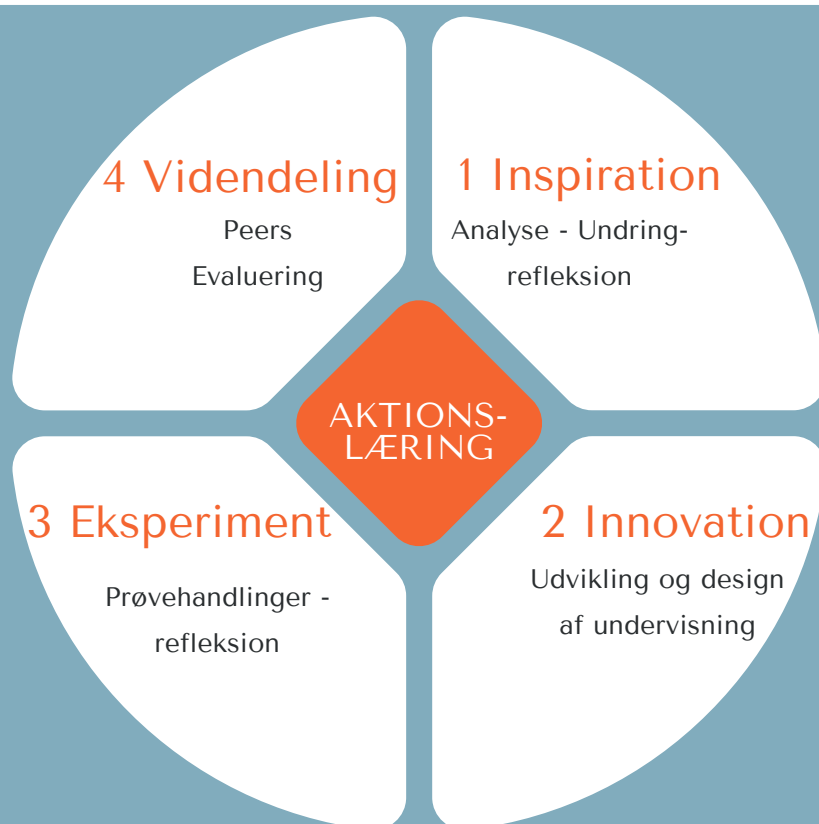 4 Videndeling
Peers
Evaluering
1 Inspiration
Analyse - Undring-
refleksion
AKTIONS-
LÆRING
3 Eksperiment
Prøvehandlinger -
refleksion
2 Innovation
Udvikling og design
af undervisning